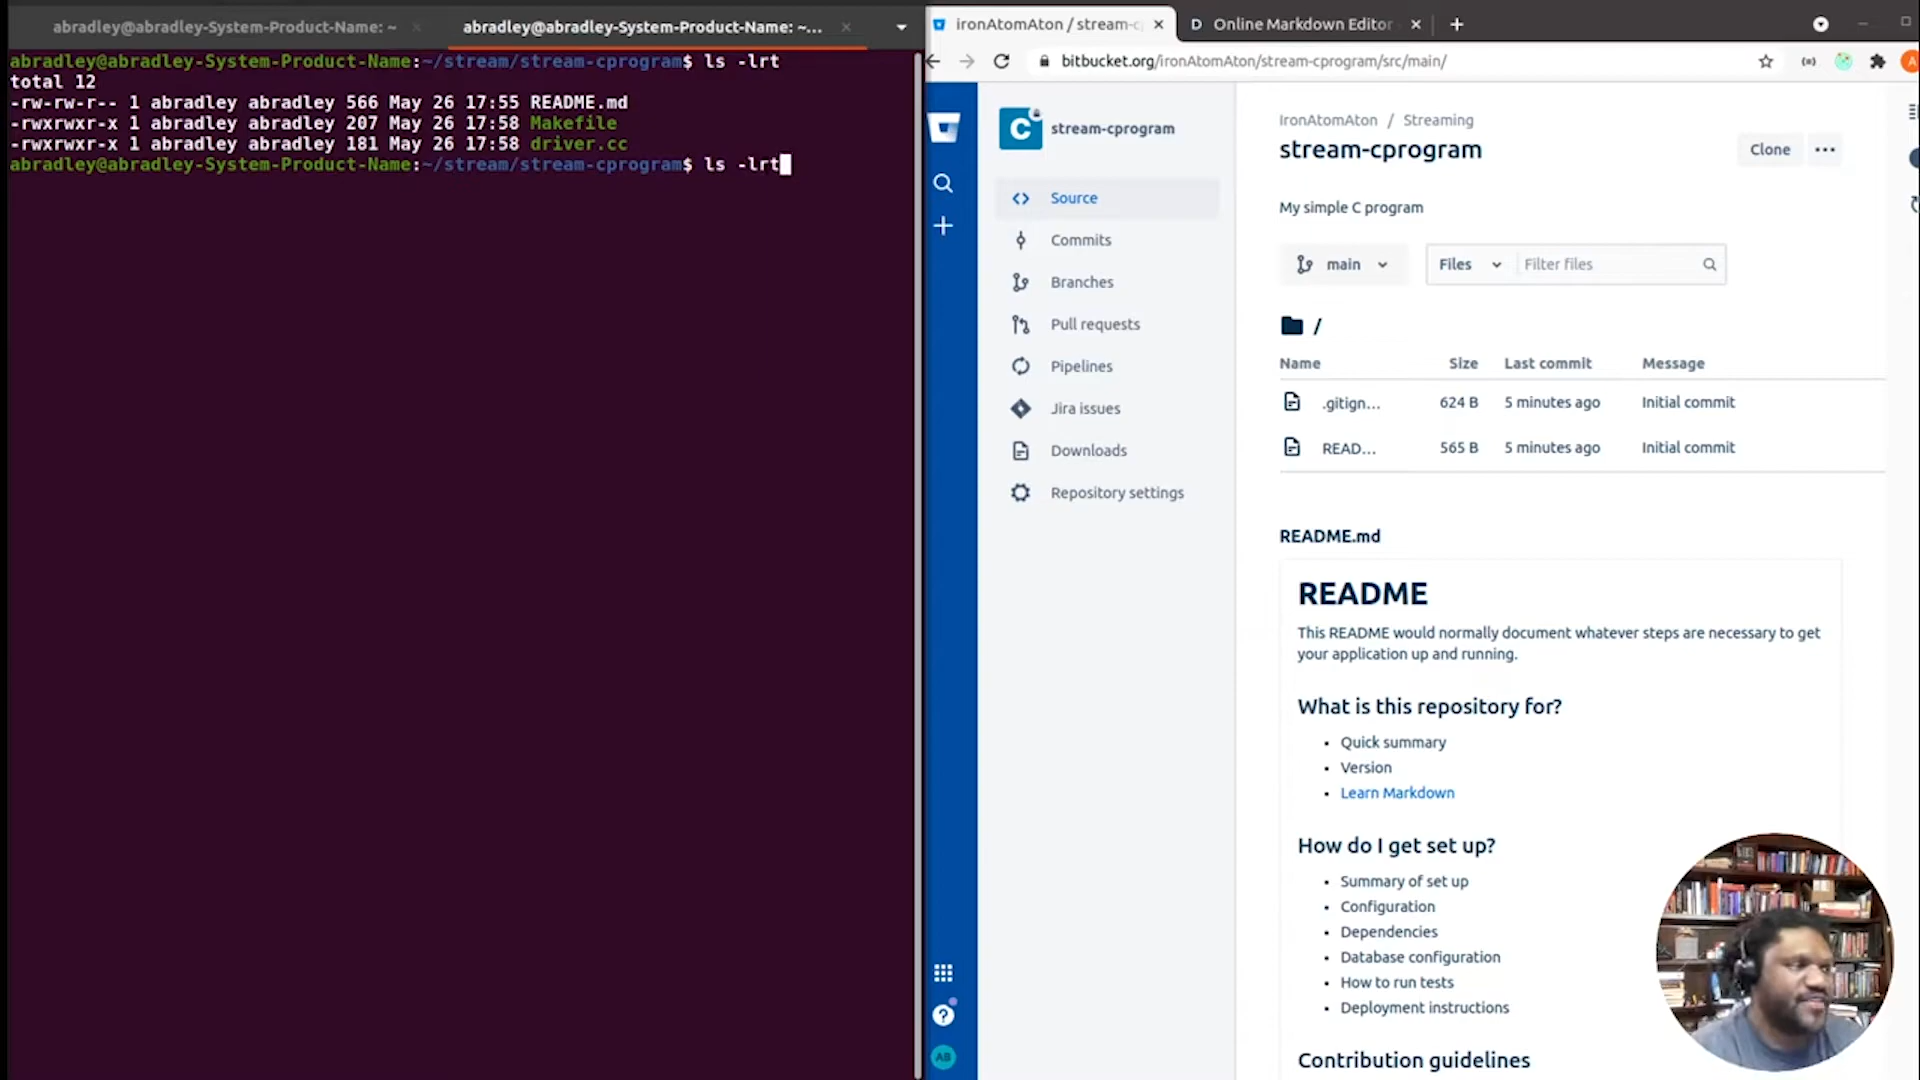 abradley@abradley-System-Product-Name: ~
abradley@abradley-System-Product-Name: ~...
abradley@abradley-System-Product-Name:~/stream/stream-cprogram$ ls -lrt
total 12
-rw-rw-r-- 1 abradley abradley 566 May 26 17:55 README.md
-rwxrwxr-x 1 abradley abradley 207 May 26 17:58 Makefile
-rwxrwxr-x 1 abradley abradley 181 May 26 17:58 driver.cc
abradley@abradley-System-Product-Name:~/stream/stream-cprogram$ ls -lrt
ironAtomAton / stream-c
Online Markdown Editor
bitbucket.org/ironAtomAton/stream-cprogram/src/main/
A
C
stream-cprogram
Source
Commits
Branches
Pull requests
Pipelines
Jira issues
Downloads
Repository settings
AB
IronAtomAton / Streaming
stream-cprogram
Clone
My simple C program
main
Files
Filter files
/
Name Size Last commit Message
.gitign... 624 B 5 minutes ago Initial commit
READ... 565 B 5 minutes ago Initial commit
README.md
README
This README would normally document whatever steps are necessary to get
your application up and running.
What is this repository for?
• Quick summary
• Version
• Learn Markdown
How do I get set up?
• Summary of set up
• Configuration
• Dependencies
• Database configuration
• How to run tests
• Deployment instructions
Contribution guidelines